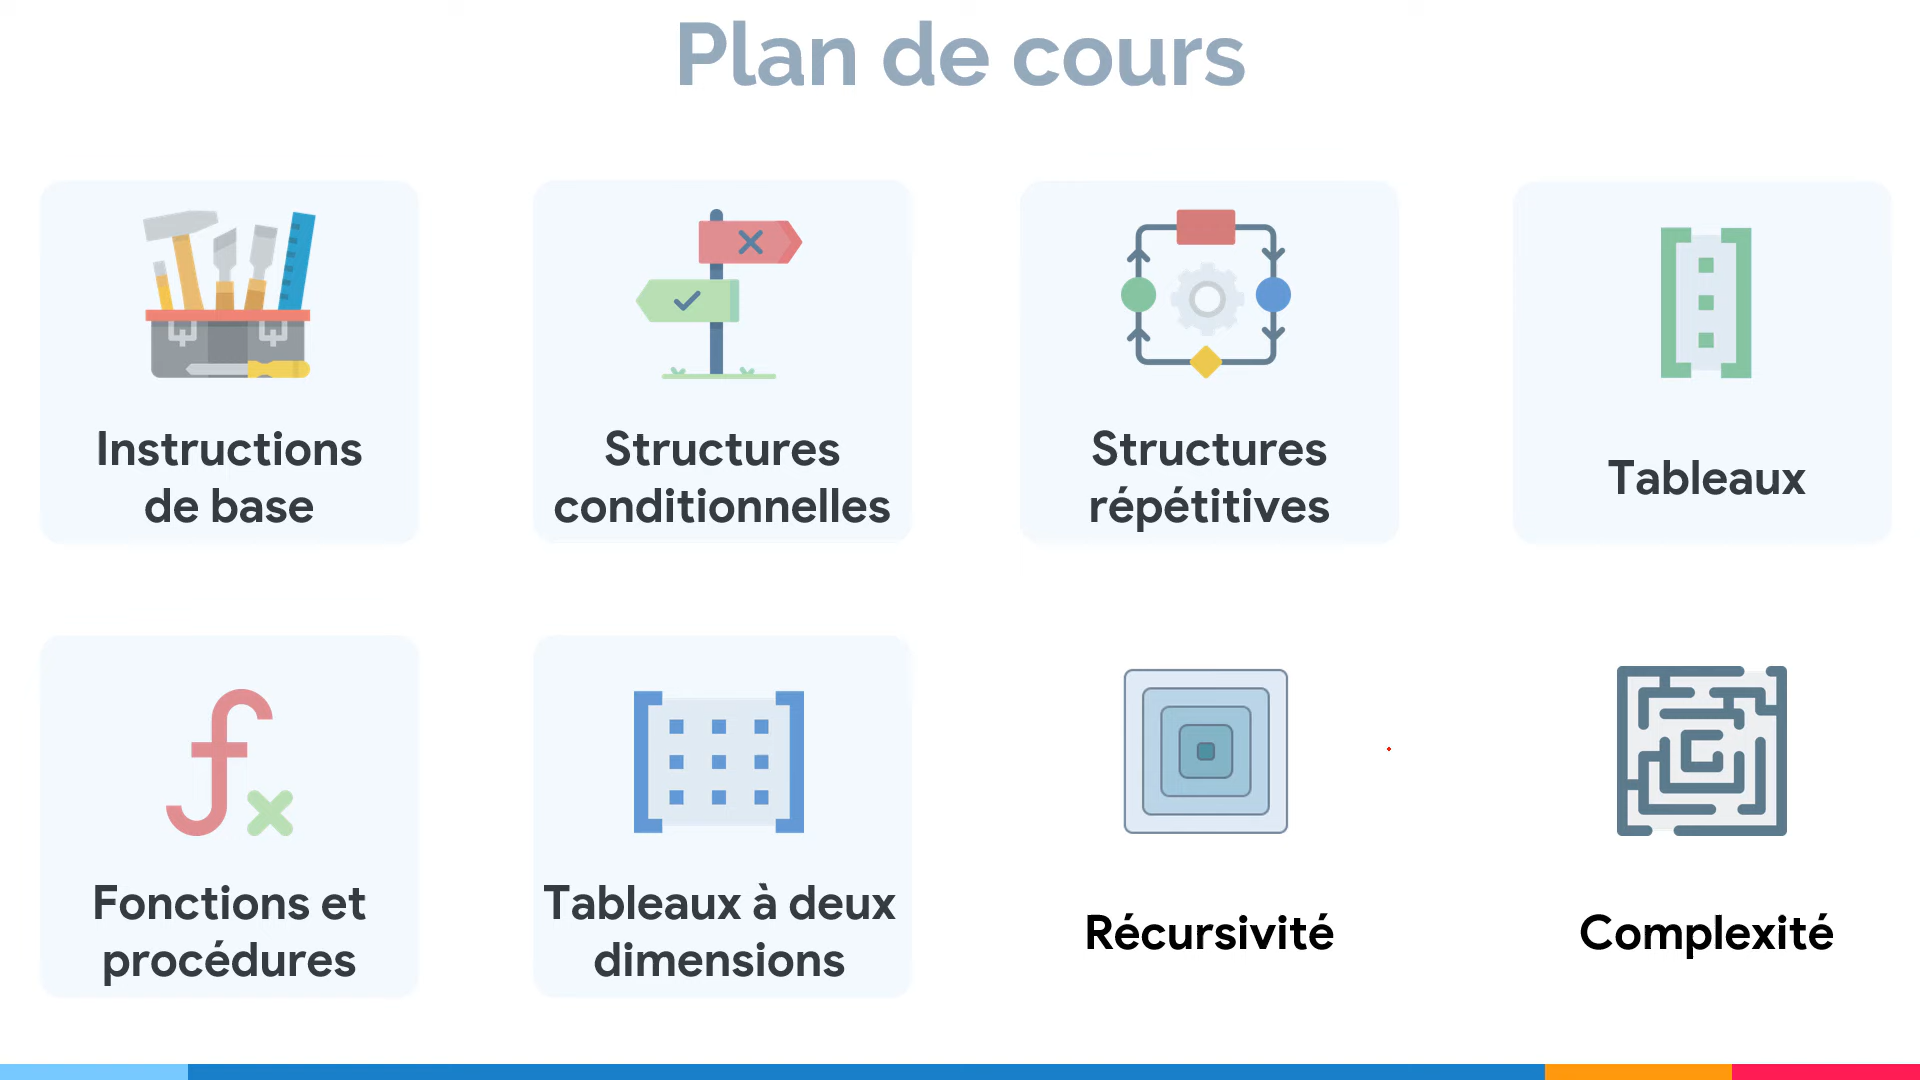 Plan de cours
Instructions
de base
Structures
conditionnelles
Structures
répétitives
Tableaux
Fonctions et
procédures
Tableaux à deux
dimensions
Récursivité
Complexité